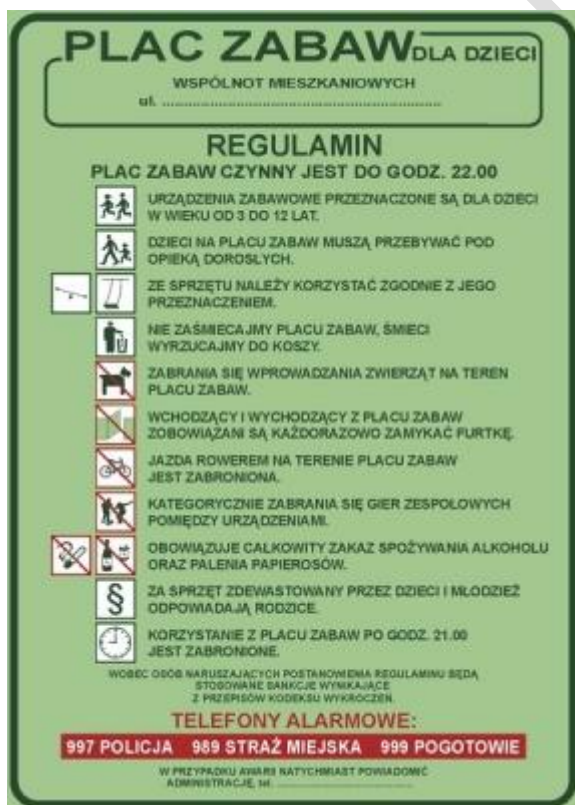 PLAC ZABAW DLA DZIECI
WSPÓLNOT MIESZKANIOWYCH
ul. ..........................................................
REGULAMIN
PLAC ZABAW CZYNNY JEST DO GODZ. 22.00
URZĄDZENIA ZABAWOWE PRZEZNACZONE SĄ DLA DZIECI
W WIEKU OD 3 DO 12 LAT.
DZIECI NA PLACU ZABAW MUSZĄ PRZEBYWAĆ POD
OPIEKĄ DOROSŁYCH.
ZE SPRZĘTU NALEŻY KORZYSTAĆ ZGODNIE Z JEGO
PRZEZNACZENIEM.
NIE ZAŚMIECAJMY PLACU ZABAW, ŚMIECI
WYRZUCAJMY DO KOSZY.
ZABRANIA SIĘ WPROWADZANIA ZWIERZĄT NA TEREN
PLACU ZABAW.
WCHODZĄCY I WYCHODZĄCY Z PLACU ZABAW
ZOBOWIĄZANI SĄ KAŻDORAZOWO ZAMYKAĆ FURTKĘ.
JAZDA ROWEREM NA TERENIE PLACU ZABAW
JEST ZABRONIONA.
KATEGORYCZNIE ZABRANIA SIĘ GIER ZESPOŁOWYCH
POMIĘDZY URZĄDZENIAMI.
OBOWIĄZUJE CAŁKOWITY ZAKAZ SPOŻYWANIA ALKOHOLU
ORAZ PALENIA PAPIEROSÓW.
§ ZA SPRZĘT ZDEWASTOWANY PRZEZ DZIECI I MŁODZIEŻ
ODPOWIADAJĄ RODZICE.
KORZYSTANIE Z PLACU ZABAW PO GODZ. 21.00
JEST ZABRONIONE.
WOBEC OSÓB NARUSZAJĄCYCH POSTANOWIENIA REGULAMINU BĘDĄ
STOSOWANE SANKCJE WYNIKAJĄCE
Z PRZEPISÓW KODEKSU WYKROCZEŃ.
TELEFONY ALARMOWE:
997 POLICJA 989 STRAŻ MIEJSKA 999 POGOTOWIE
W PRZYPADKU AWARII NATYCHMIAST POWIADOMIĆ
ADMINISTRACJĘ, tel. ..............................